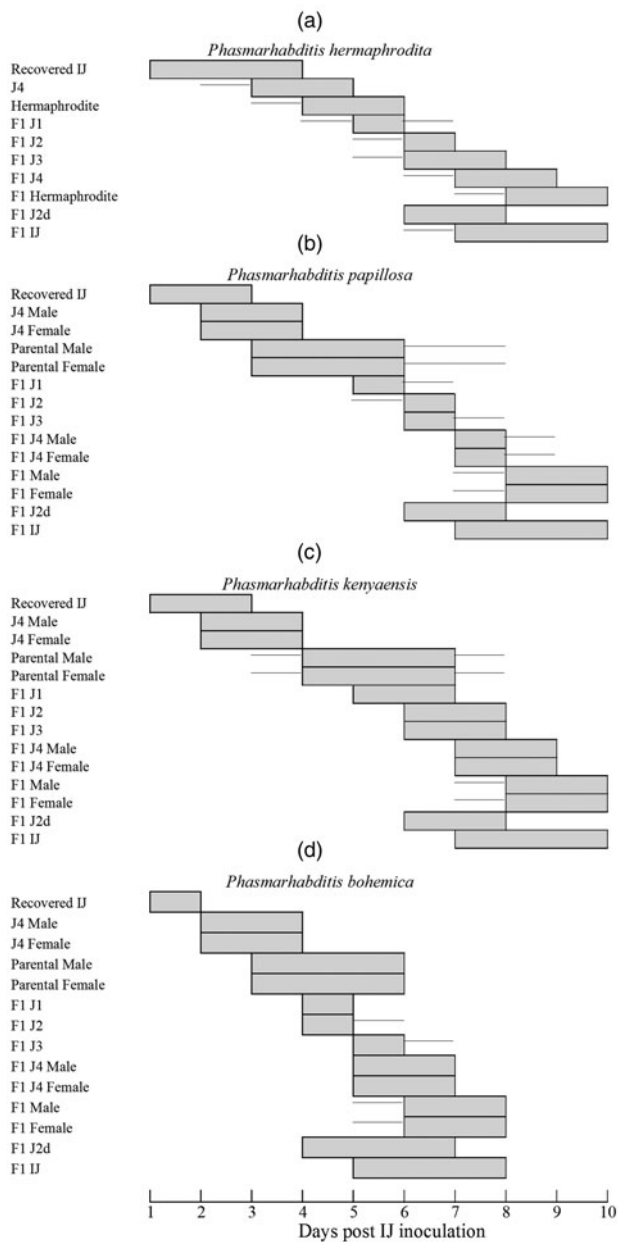 (a)
Phasmarhabditis hermaphrodita
Recovered IJ
J4
Hermaphrodite
F1 J1
F1 J2
F1 J3
F1 J4
F1 Hermaphrodite
F1 J2d
F1 IJ
(b)
Phasmarhabditis papillosa
Recovered IJ
J4 Male
J4 Female
Parental Male
Parental Female
F1 J1
F1 J2
F1 J3
F1 J4 Male
F1 J4 Female
F1 Male
F1 Female
F1 J2d
F1 IJ
(c)
Phasmarhabditis kenyaensis
Recovered IJ
J4 Male
J4 Female
Parental Male
Parental Female
F1 J1
F1 J2
F1 J3
F1 J4 Male
F1 J4 Female
F1 Male
F1 Female
F1 J2d
F1 IJ
(d)
Phasmarhabditis bohemica
Recovered IJ
J4 Male
J4 Female
Parental Male
Parental Female
F1 J1
F1 J2
F1 J3
F1 J4 Male
F1 J4 Female
F1 Male
F1 Female
F1 J2d
F1 IJ
1 2 3 4 5 6 7 8 9 10
Days post IJ inoculation